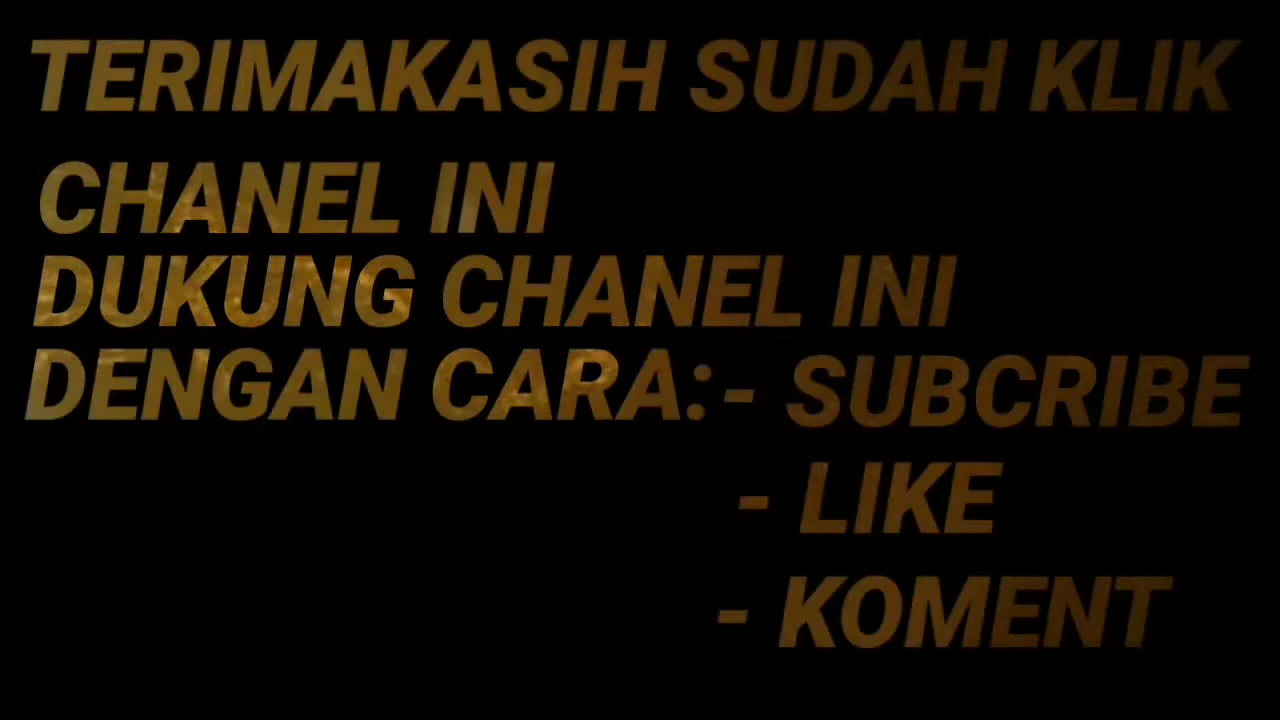 TERIMAKASIH SUDAH KLIK
CHANEL INI
DUKUNG CHANEL INI
DENGAN CARA:- SUBCRIBE
- LIKE
- KOMENT